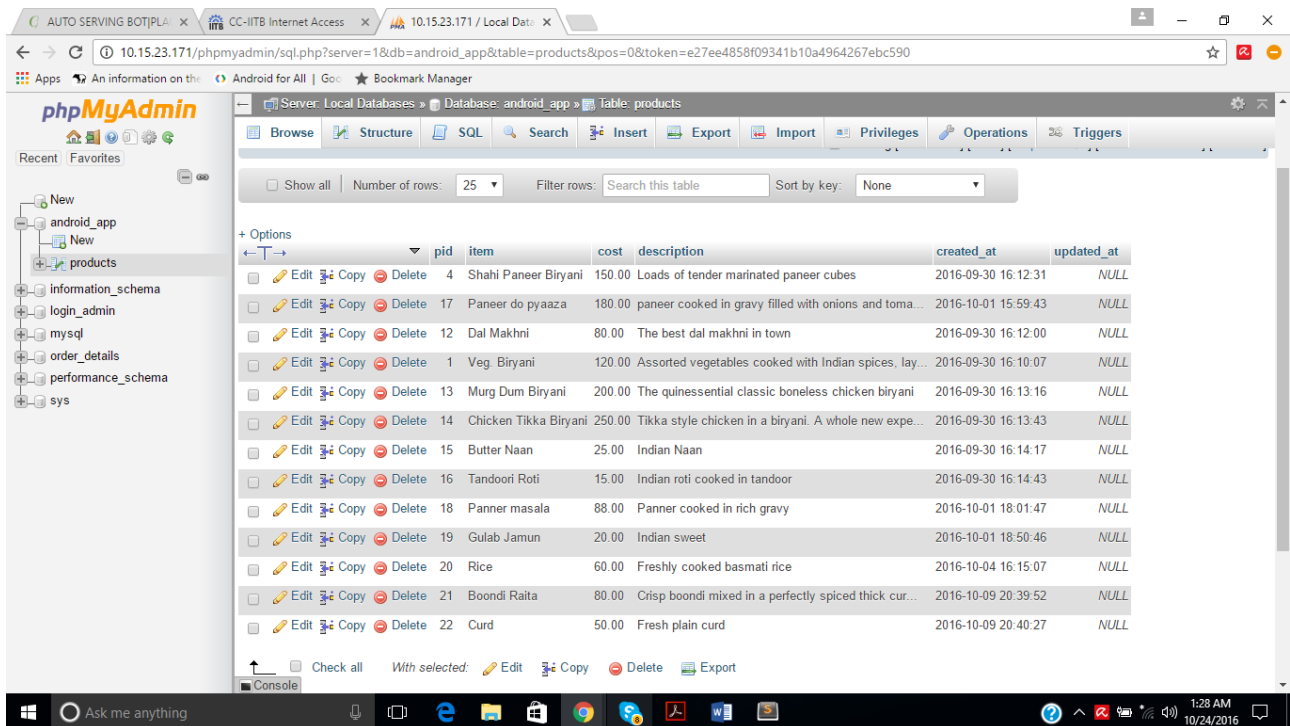 AUTO SERVING BOT|PLA
CC-IITB Internet Access
10.15.23.171 / Local Data
10.15.23.171/phpmyadmin/sql.php?server=1&db=android_app&table=products&pos=0&token=e27ee4858f09341b10a4964267ebc590
Apps An information on the Android for All | Goo Bookmark Manager
phpMyAdmin
Recent Favorites
New
android_app
New
products
information_schema
login_admin
mysql
order_details
performance_schema
sys
Server: Local Databases » Database: android_app » Table: products
Browse Structure SQL Search Insert Export Import Privileges Operations Triggers
Show all Number of rows: 25 Filter rows: Search this table Sort by key: None
+ Options
←T→ pid item cost description created_at updated_at
Edit Copy Delete 4 Shahi Paneer Biryani 150.00 Loads of tender marinated paneer cubes 2016-09-30 16:12:31 NULL
Edit Copy Delete 17 Paneer do pyaaza 180.00 paneer cooked in gravy filled with onions and toma... 2016-10-01 15:59:43 NULL
Edit Copy Delete 12 Dal Makhni 80.00 The best dal makhni in town 2016-09-30 16:12:00 NULL
Edit Copy Delete 1 Veg. Biryani 120.00 Assorted vegetables cooked with Indian spices, lay... 2016-09-30 16:10:07 NULL
Edit Copy Delete 13 Murg Dum Biryani 200.00 The quinessential classic boneless chicken biryani 2016-09-30 16:13:16 NULL
Edit Copy Delete 14 Chicken Tikka Biryani 250.00 Tikka style chicken in a biryani. A whole new expe... 2016-09-30 16:13:43 NULL
Edit Copy Delete 15 Butter Naan 25.00 Indian Naan 2016-09-30 16:14:17 NULL
Edit Copy Delete 16 Tandoori Roti 15.00 Indian roti cooked in tandoor 2016-09-30 16:14:43 NULL
Edit Copy Delete 18 Panner masala 88.00 Panner cooked in rich gravy 2016-10-01 18:01:47 NULL
Edit Copy Delete 19 Gulab Jamun 20.00 Indian sweet 2016-10-01 18:50:46 NULL
Edit Copy Delete 20 Rice 60.00 Freshly cooked basmati rice 2016-10-04 16:15:07 NULL
Edit Copy Delete 21 Boondi Raita 80.00 Crisp boondi mixed in a perfectly spiced thick cur... 2016-10-09 20:39:52 NULL
Edit Copy Delete 22 Curd 50.00 Fresh plain curd 2016-10-09 20:40:27 NULL
Check all With selected: Edit Copy Delete Export
Console
Ask me anything
1:28 AM
10/24/2016